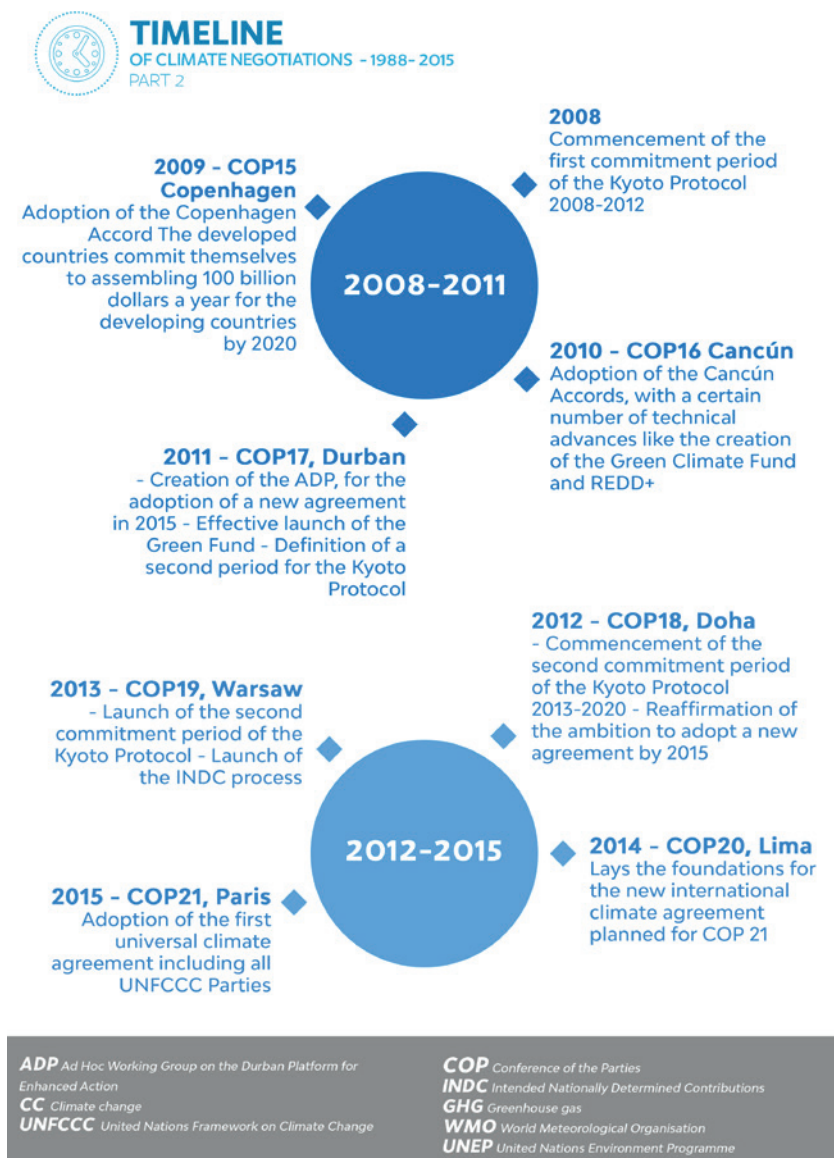 TIMELINE
OF CLIMATE NEGOTIATIONS - 1988- 2015
PART 2
2008
Commencement of the
first commitment period
of the Kyoto Protocol
2008-2012
2009 - COP15
Copenhagen
Adoption of the Copenhagen
Accord The developed
countries commit themselves
to assembling 100 billion
dollars a year for the
developing countries
by 2020
2008-2011
2010 - COP16 Cancún
Adoption of the Cancún
Accords, with a certain
number of technical
advances like the creation
of the Green Climate Fund
and REDD+
2011 - COP17, Durban
- Creation of the ADP, for the
adoption of a new agreement
in 2015 - Effective launch of the
Green Fund - Definition of a
second period for the Kyoto
Protocol
2012 - COP18, Doha
- Commencement of the
second commitment period
of the Kyoto Protocol
2013-2020 - Reaffirmation of
the ambition to adopt a new
agreement by 2015
2013 - COP19, Warsaw
- Launch of the second
commitment period of the
Kyoto Protocol - Launch of
the INDC process
2012-2015
2014 - COP20, Lima
Lays the foundations for
the new international
climate agreement
planned for COP 21
2015 - COP21, Paris
Adoption of the first
universal climate
agreement including all
UNFCCC Parties
ADP Ad Hoc Working Group on the Durban Platform for
Enhanced Action
CC Climate change
UNFCCC United Nations Framework on Climate Change
COP Conference of the Parties
INDC Intended Nationally Determined Contributions
GHG Greenhouse gas
WMO World Meteorological Organisation
UNEP United Nations Environment Programme